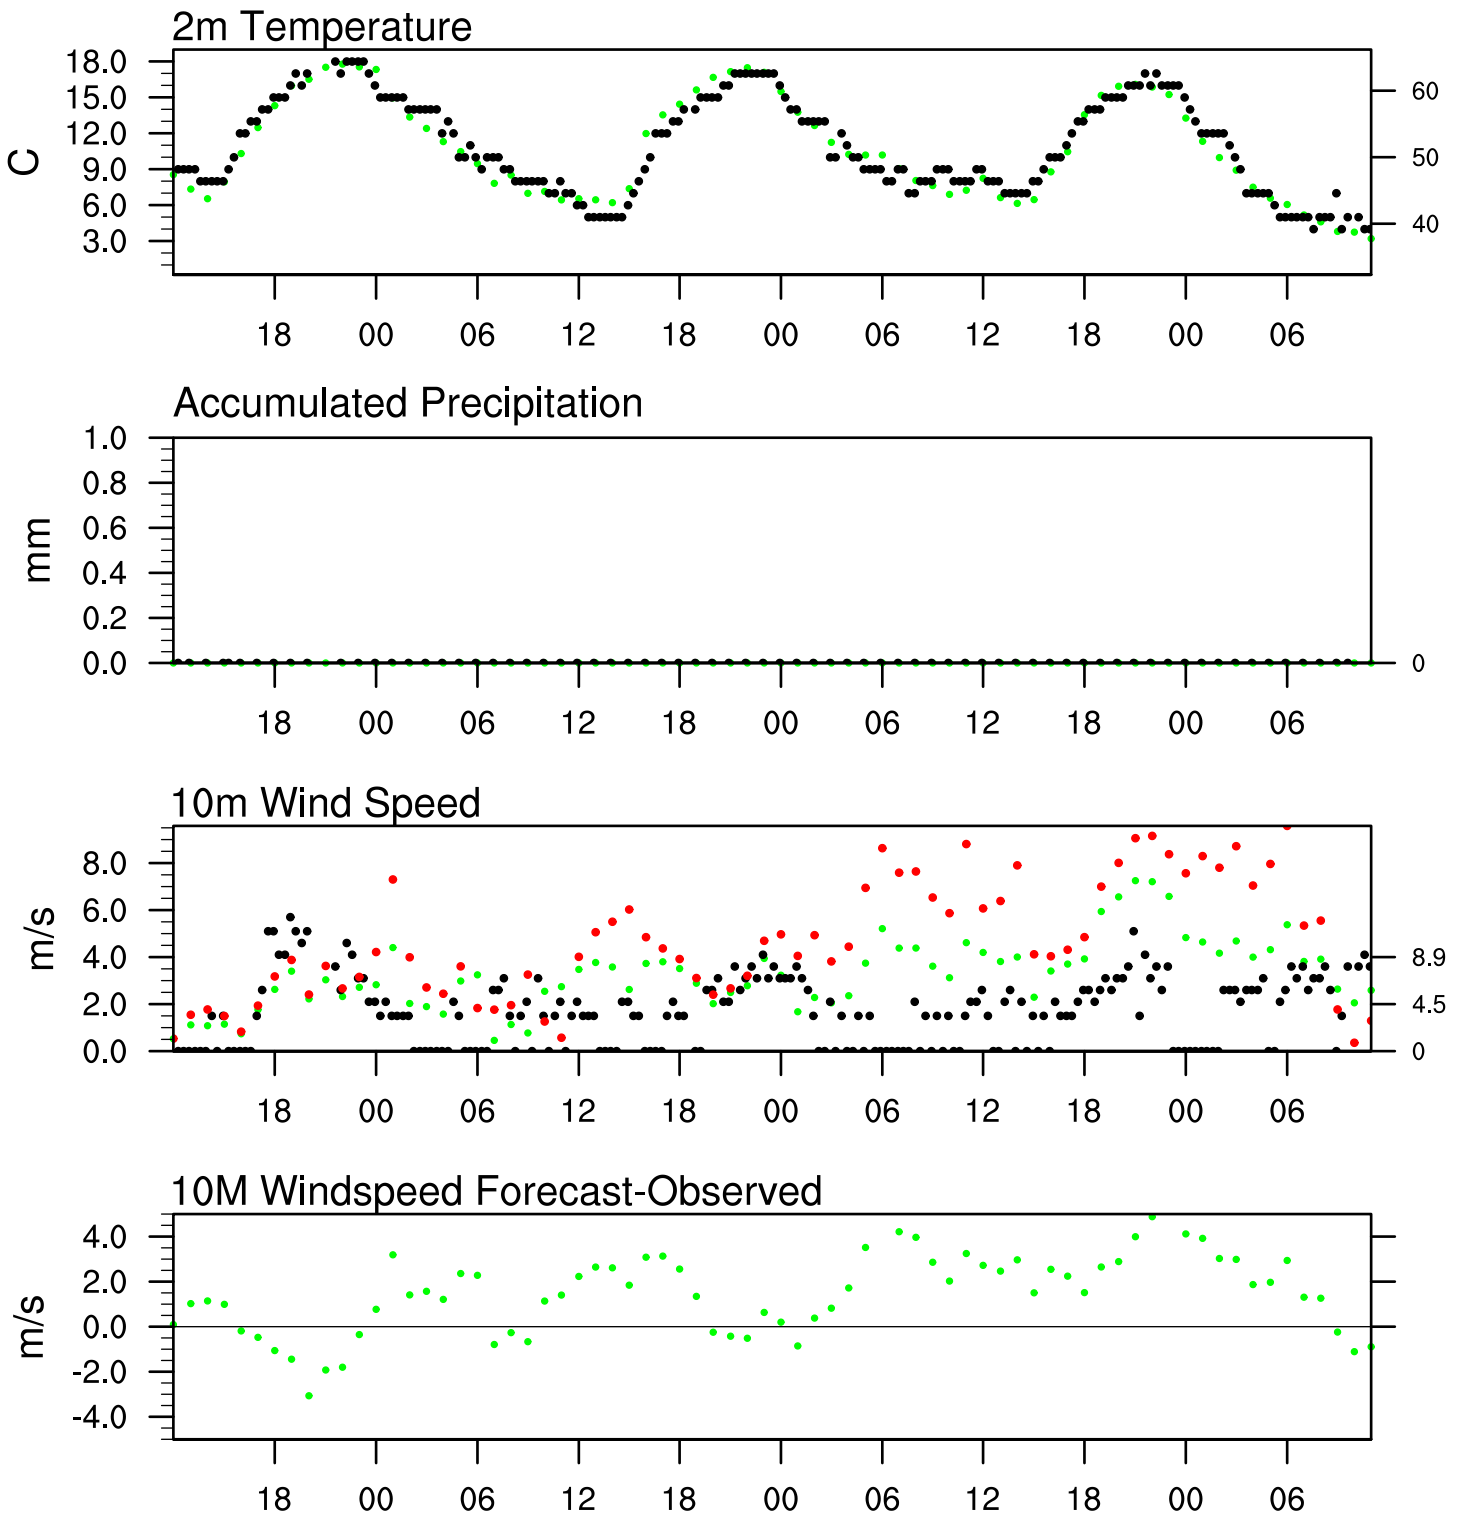 2m Temperature
18.0
15.0
12.0
9.0
6.0
3.0
C
60
50
40
18 00 06 12 18 00 06 12 18 00 06
Accumulated Precipitation
1.0
0.8
0.6
0.4
0.2
0.0
mm
0
18 00 06 12 18 00 06 12 18 00 06
10m Wind Speed
8.0
6.0
4.0
2.0
0.0
m/s
8.9
4.5
0
18 00 06 12 18 00 06 12 18 00 06
10M Windspeed Forecast-Observed
4.0
2.0
0.0
-2.0
-4.0
m/s
18 00 06 12 18 00 06 12 18 00 06